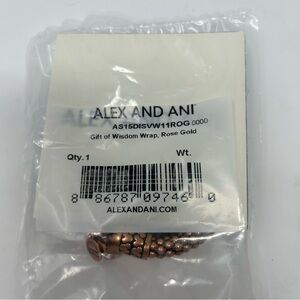 ALEX AND ANI
AS15DISVW11ROG 0000
Gift of Wisdom Wrap, Rose Gold
Qty. 1 Wt.
8 86787 09746 0
ALEXANDANI.COM